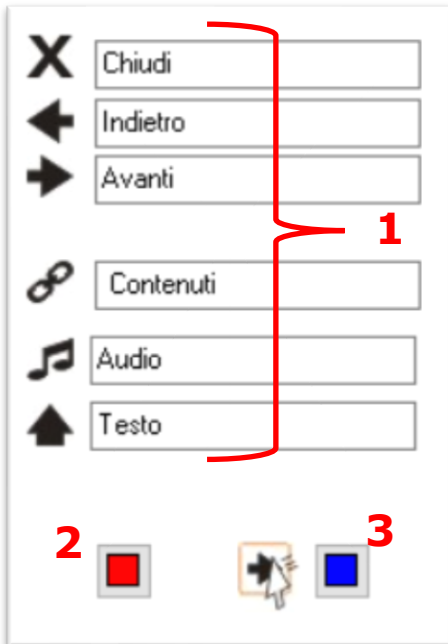 Chiudi
Indietro
Avanti
1
Contenuti
Audio
Testo
2
3